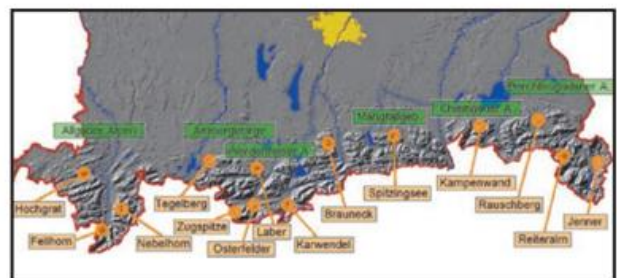 Allgäuer Alpen
Ammergebirge
Werdenfelser A.
Mangfallgeb.
Chiemgauer A.
Berchtesgadener A.
Hochgrat
Fellhorn
Nebelhorn
Tegelberg
Zugspitze
Osterfelder
Laber
Karwendel
Brauneck
Spitzingsee
Kampenwand
Rauschberg
Reiteralm
Jenner